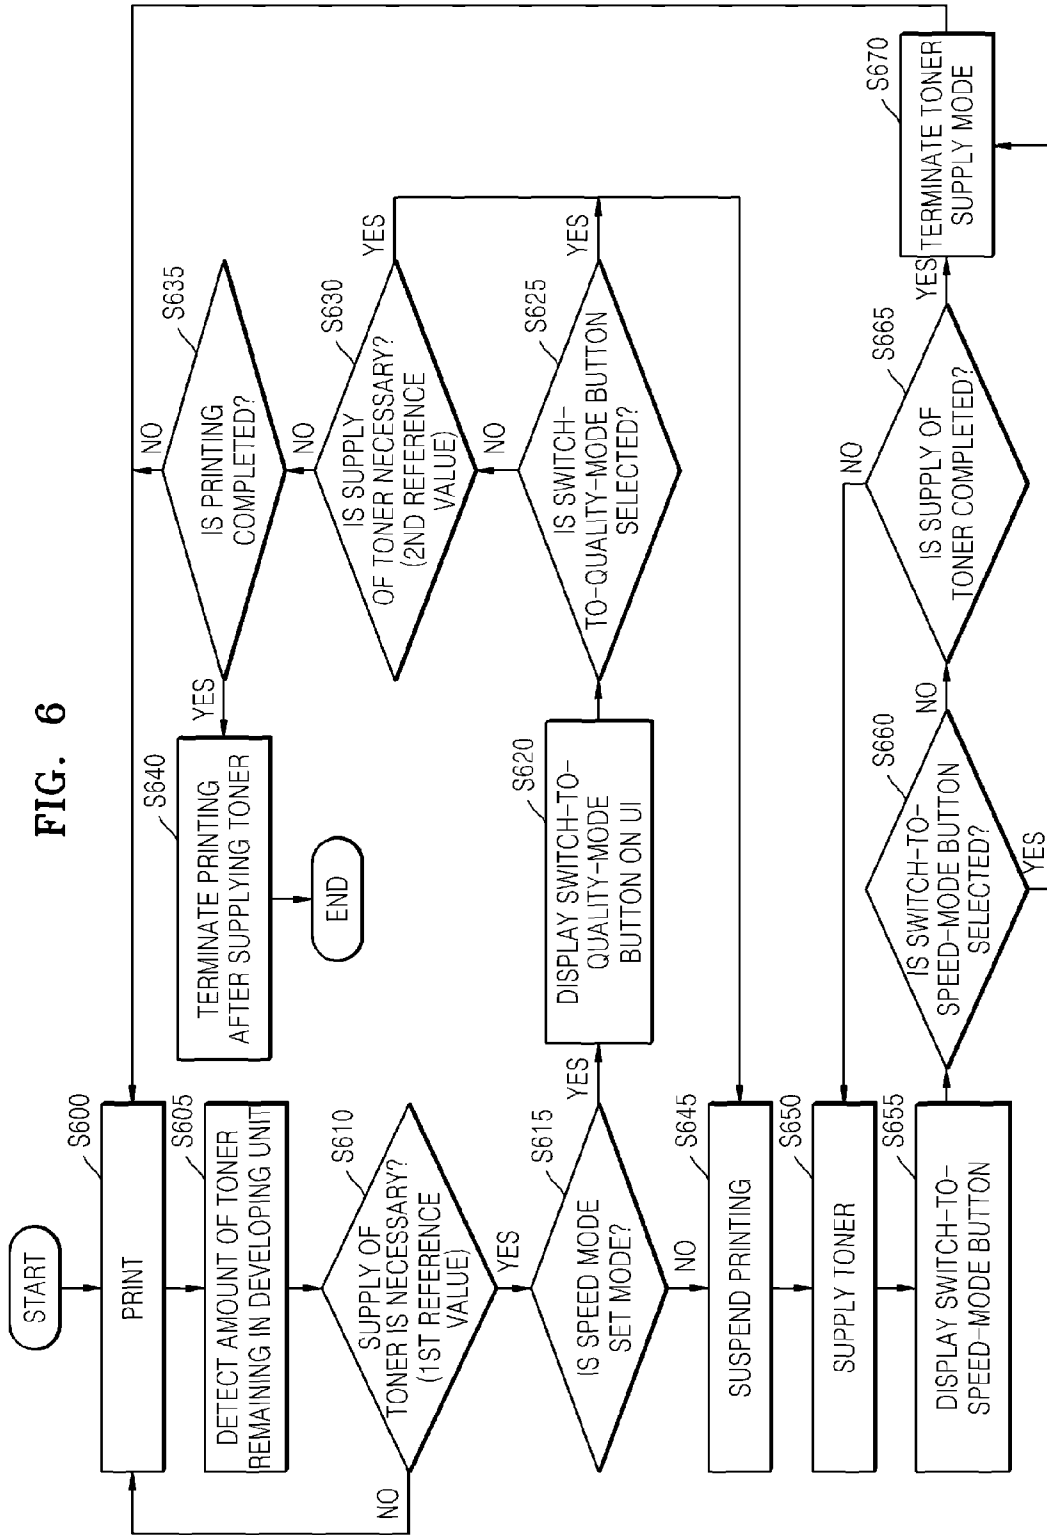 FIG. 6
START
S600
PRINT
S605
DETECT AMOUNT OF TONER
REMAINING IN DEVELOPING UNIT
S610
SUPPLY OF
TONER IS NECESSARY?
(1ST REFERENCE
VALUE)
NO
YES
S615
IS SPEED MODE
SET MODE?
YES
NO
S620
DISPLAY SWITCH-TO-
QUALITY-MODE
BUTTON ON UI
S625
IS SWITCH-
TO-QUALITY-MODE BUTTON
SELECTED?
YES
NO
S630
IS SUPPLY
OF TONER NECESSARY?
(2ND REFERENCE
VALUE)
YES
NO
S635
IS PRINTING
COMPLETED?
NO
YES
S640
TERMINATE PRINTING
AFTER SUPPLYING TONER
END
S645
SUSPEND PRINTING
S650
SUPPLY TONER
S655
DISPLAY SWITCH-TO-
SPEED-MODE BUTTON
S660
IS SWITCH-TO-
SPEED-MODE BUTTON
SELECTED?
NO
YES
S665
IS SUPPLY OF
TONER COMPLETED?
NO
YES
S670
TERMINATE TONER
SUPPLY MODE